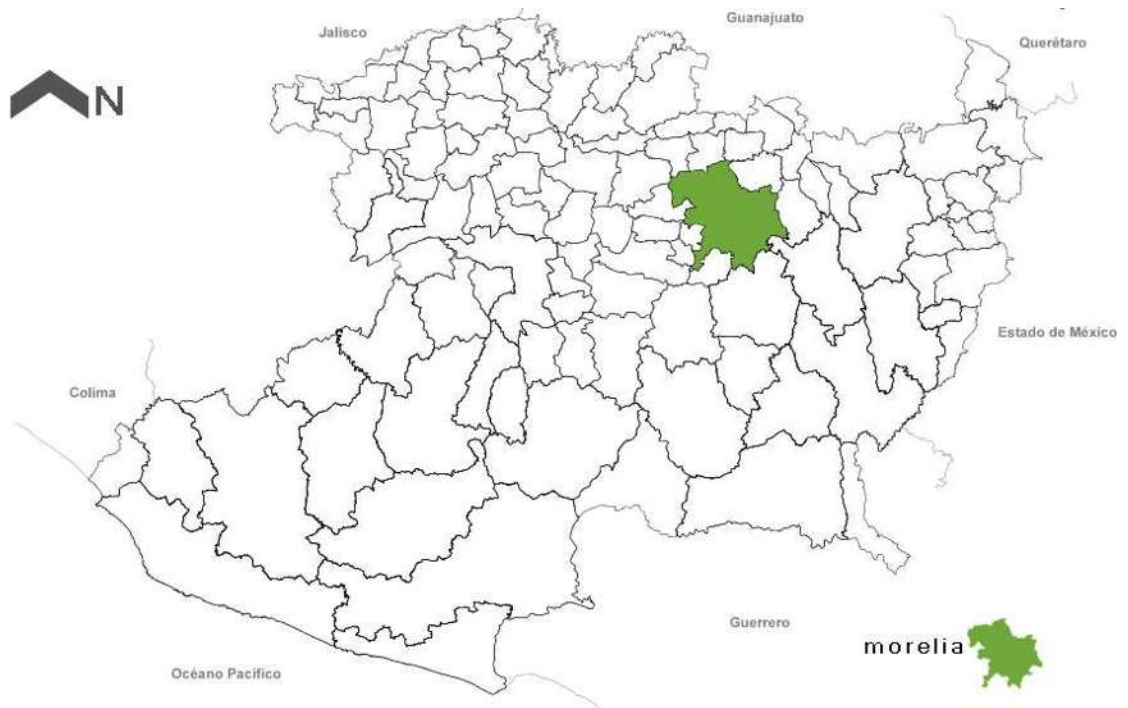 Guanajuato
Jalisco
Querétaro
N
Estado de México
Colima
Guerrero
morelia
Océano Pacífico